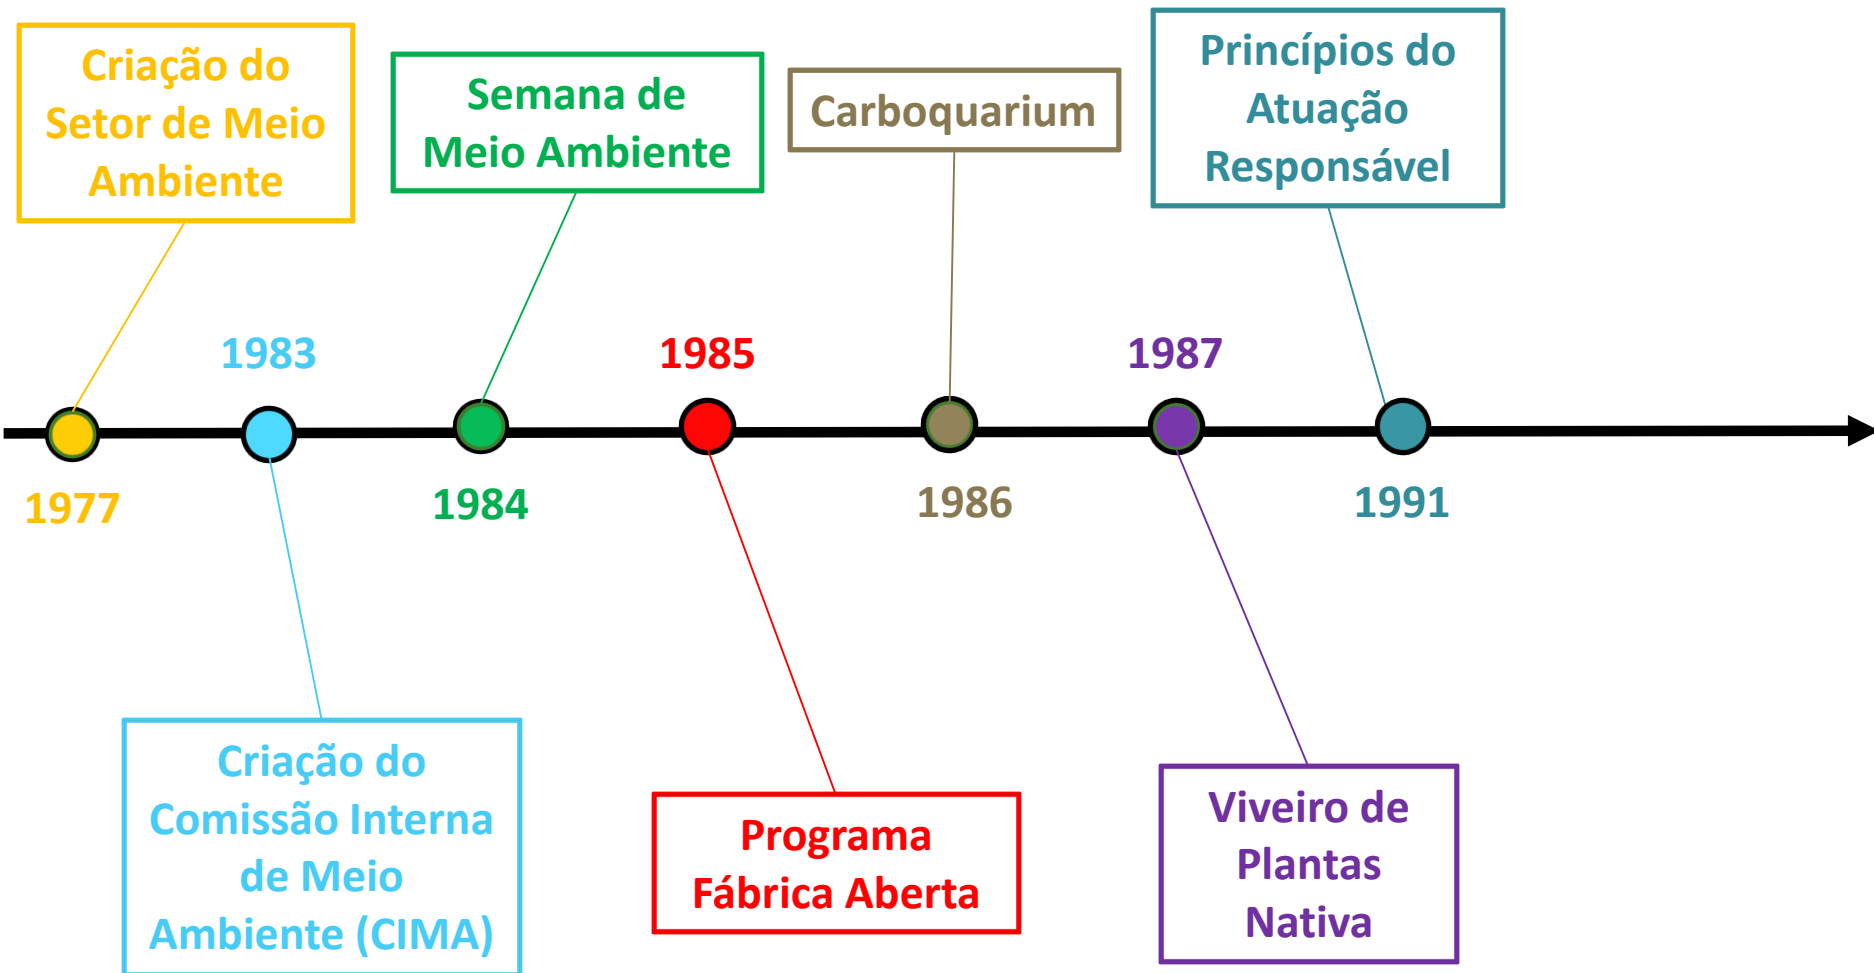 Criação do
Setor de Meio
Ambiente
Semana de
Meio Ambiente
Carboquarium
Princípios do
Atuação
Responsável
1983
1985
1987
1977
1984
1986
1991
Criação do
Comissão Interna
de Meio
Ambiente (CIMA)
Programa
Fábrica Aberta
Viveiro de
Plantas
Nativa